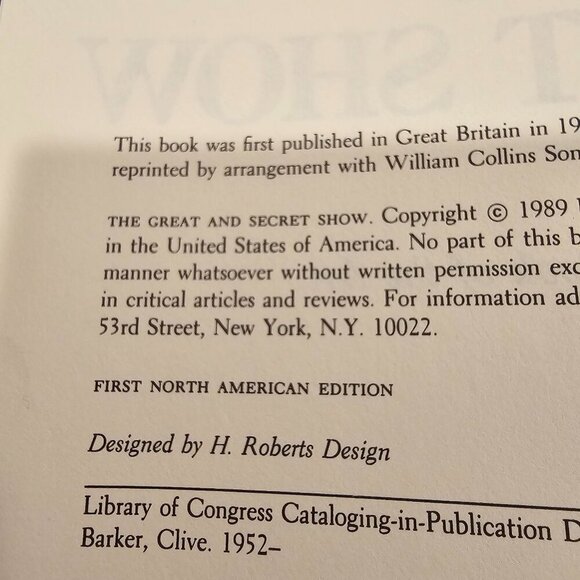 This book was first published in Great Britain in 19
reprinted by arrangement with William Collins Son
THE GREAT AND SECRET SHOW. Copyright © 1989
in the United States of America. No part of this b
manner whatsoever without written permission exc
in critical articles and reviews. For information ad
53rd Street, New York, N.Y. 10022.
FIRST NORTH AMERICAN EDITION
Designed by H. Roberts Design
Library of Congress Cataloging-in-Publication D
Barker, Clive. 1952–